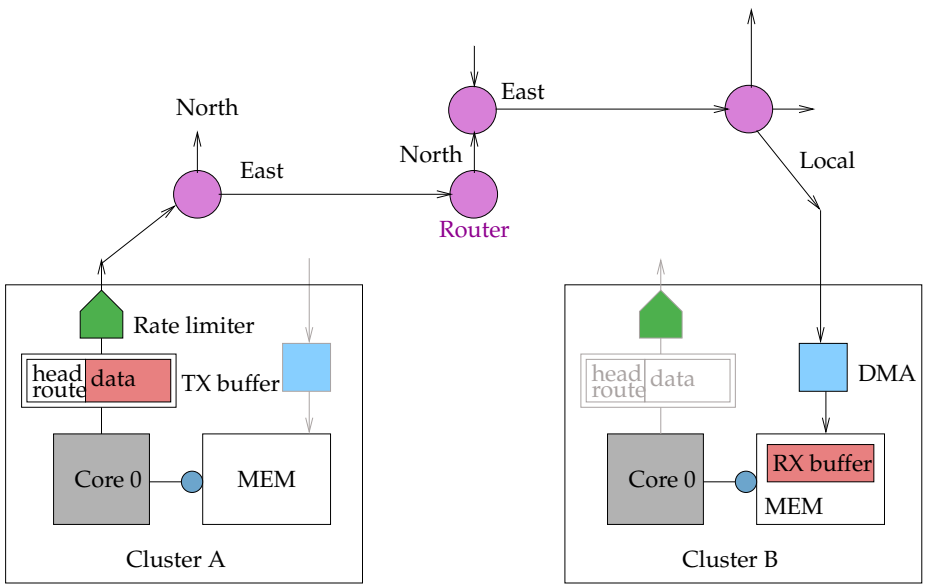 East
North
North
East
Local
Router
Rate limiter
head
route
data
TX buffer
head
route
data
DMA
Core 0
MEM
Core 0
RX buffer
MEM
Cluster A
Cluster B